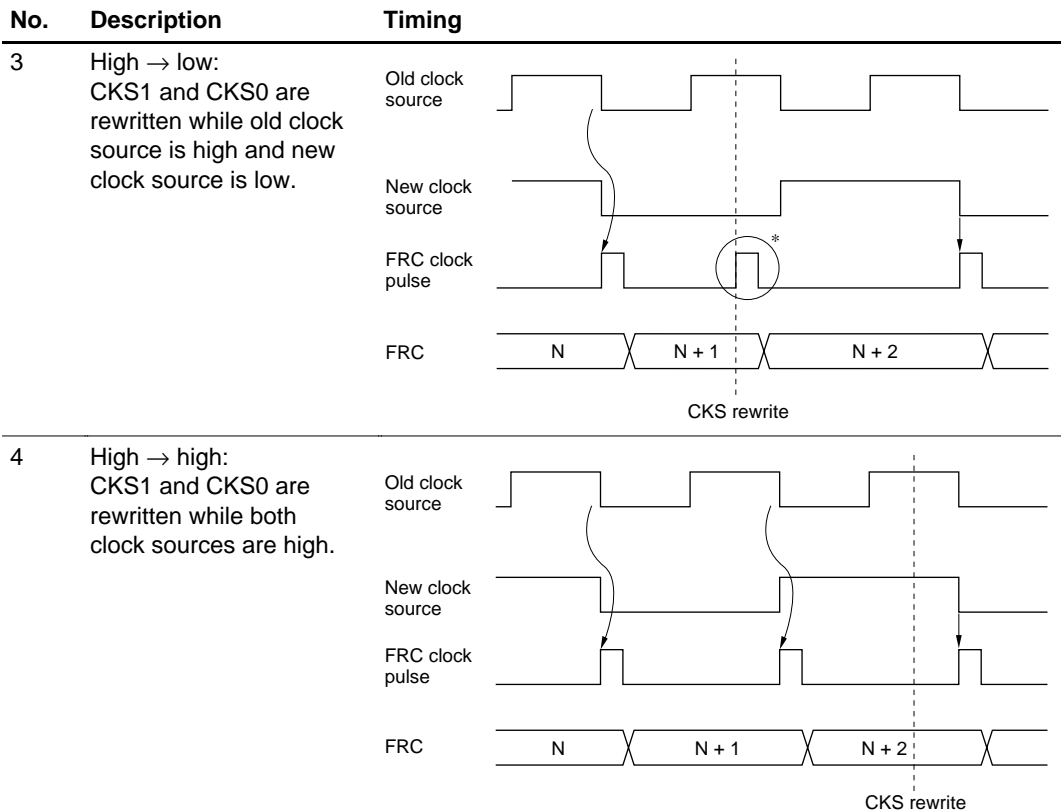 No. Description Timing
3 High → low:
CKS1 and CKS0 are
rewritten while old clock
source is high and new
clock source is low.
Old clock
source
New clock
source
*
FRC clock
pulse
FRC N N + 1 N + 2
CKS rewrite
4 High → high:
CKS1 and CKS0 are
rewritten while both
clock sources are high.
Old clock
source
New clock
source
FRC clock
pulse
FRC N N + 1 N + 2
CKS rewrite